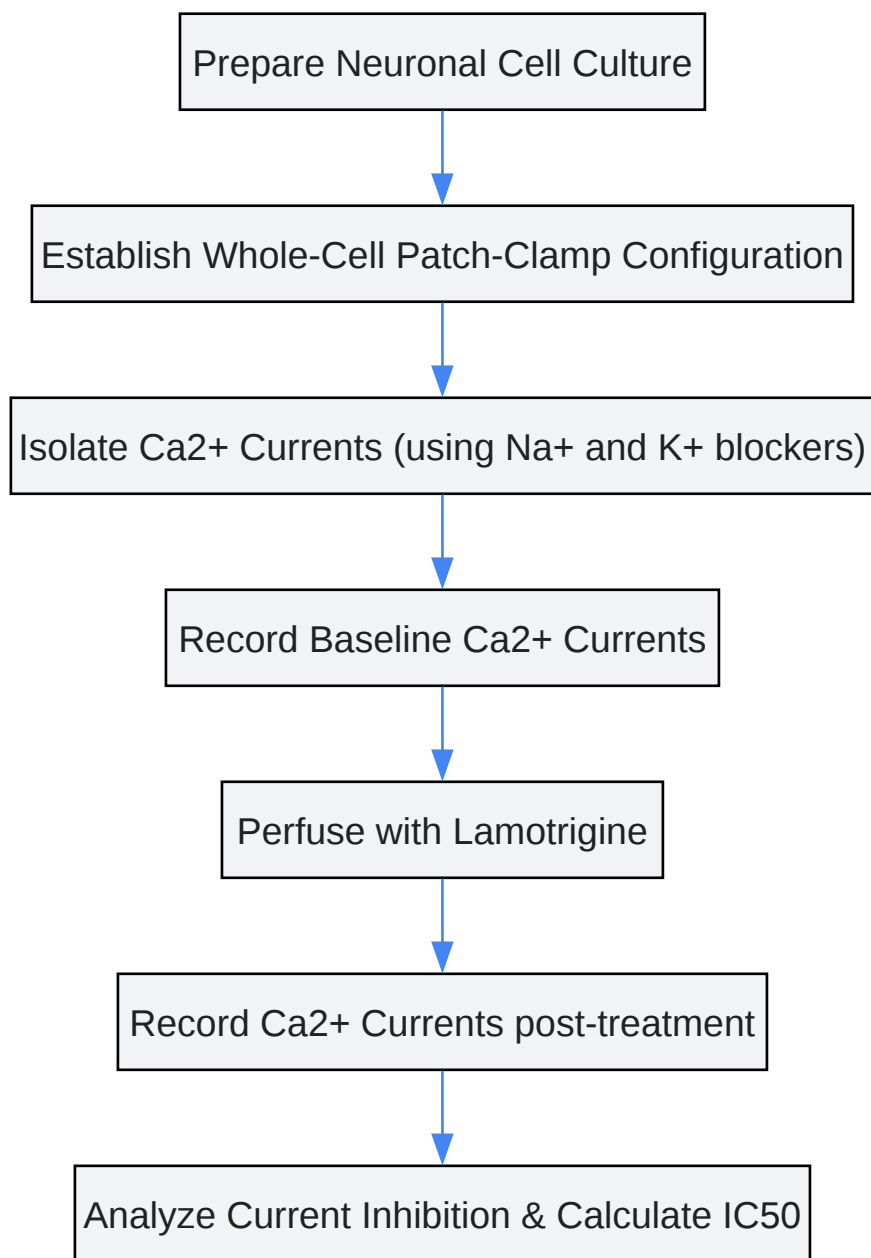 Prepare Neuronal Cell Culture
Establish Whole-Cell Patch-Clamp Configuration
Isolate Ca2+ Currents (using Na+ and K+ blockers)
Record Baseline Ca2+ Currents
Perfuse with Lamotrigine
Record Ca2+ Currents post-treatment
Analyze Current Inhibition & Calculate IC50